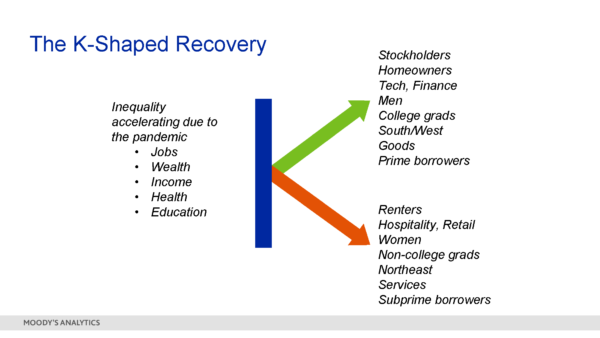 The K-Shaped Recovery
Inequality
accelerating due to
the pandemic
• Jobs
• Wealth
• Income
• Health
• Education
Stockholders
Homeowners
Tech, Finance
Men
College grads
South/West
Goods
Prime borrowers
Renters
Hospitality, Retail
Women
Non-college grads
Northeast
Services
Subprime borrowers
MOODY'S ANALYTICS